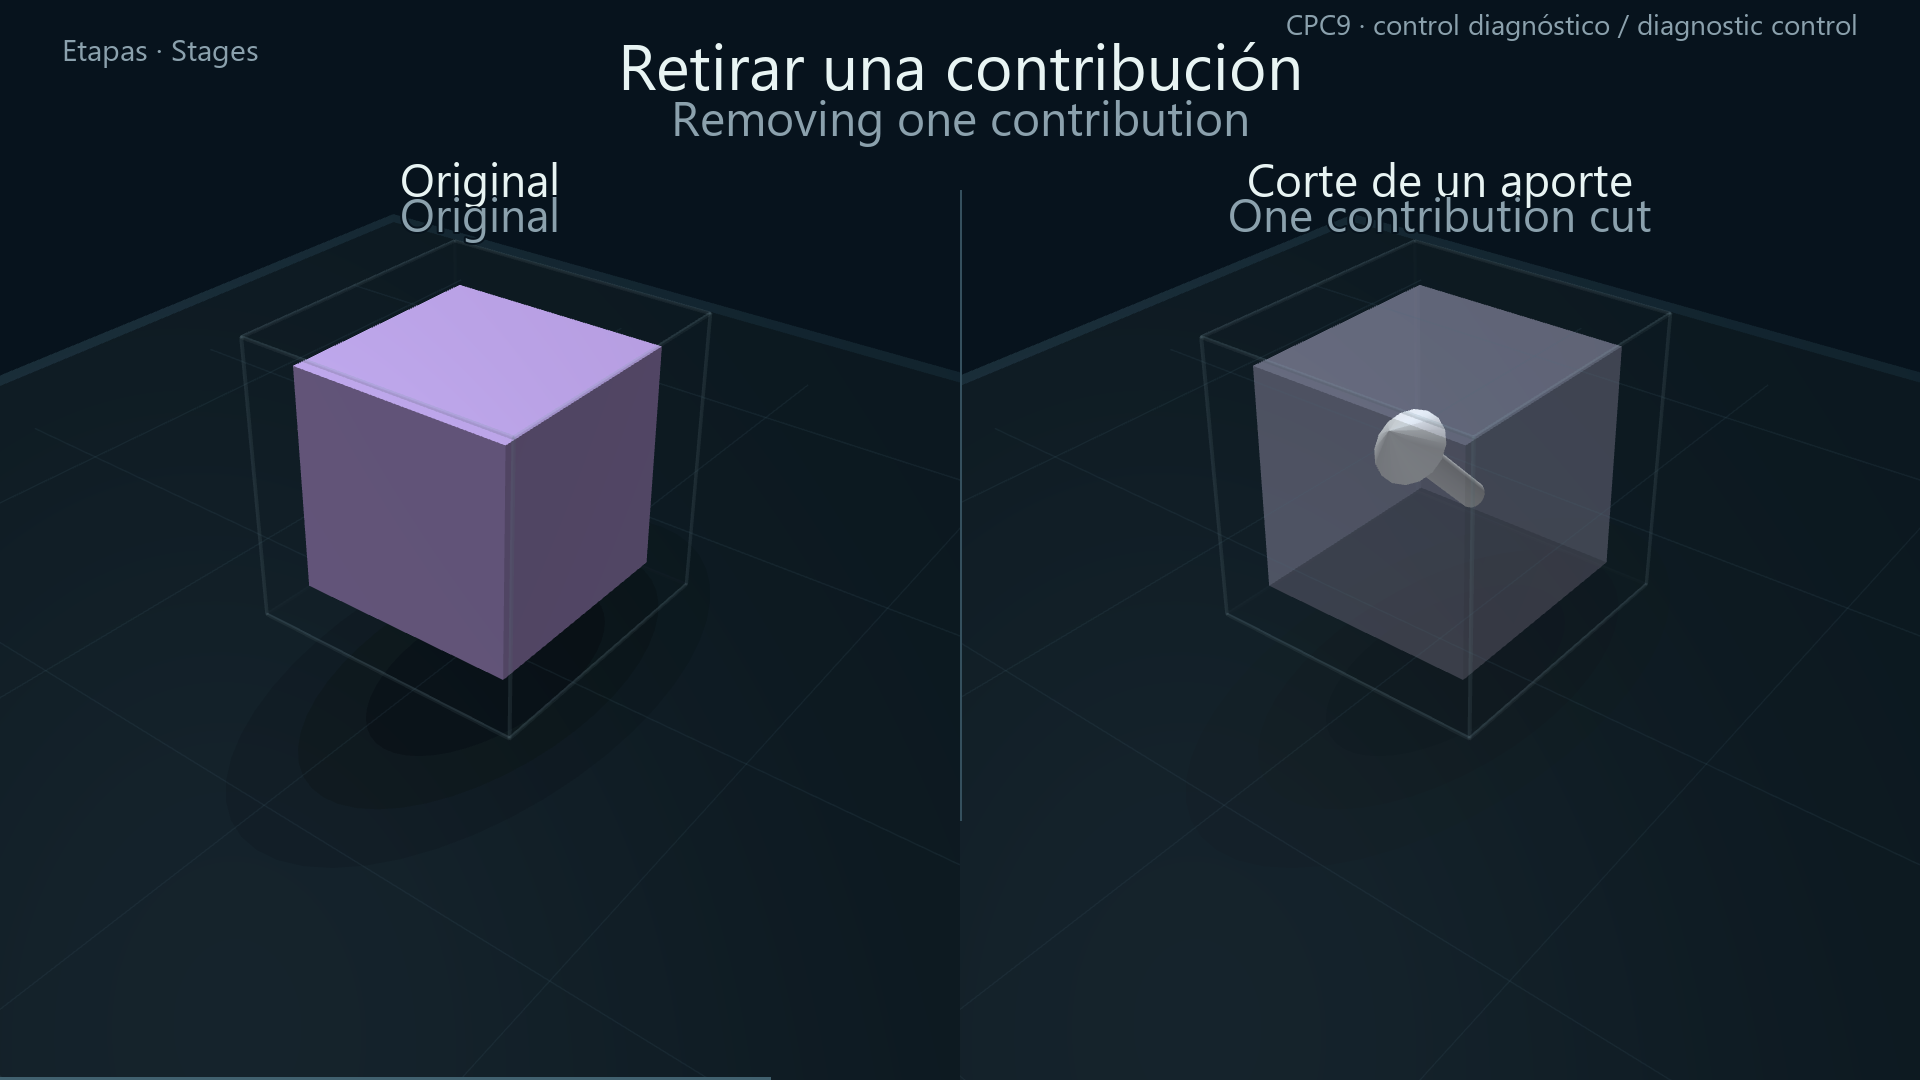 CPC9 · control diagnóstico / diagnostic control
Etapas · Stages
Retirar una contribución
Removing one contribution
Original
Original
Corte de un aporte
One contribution cut